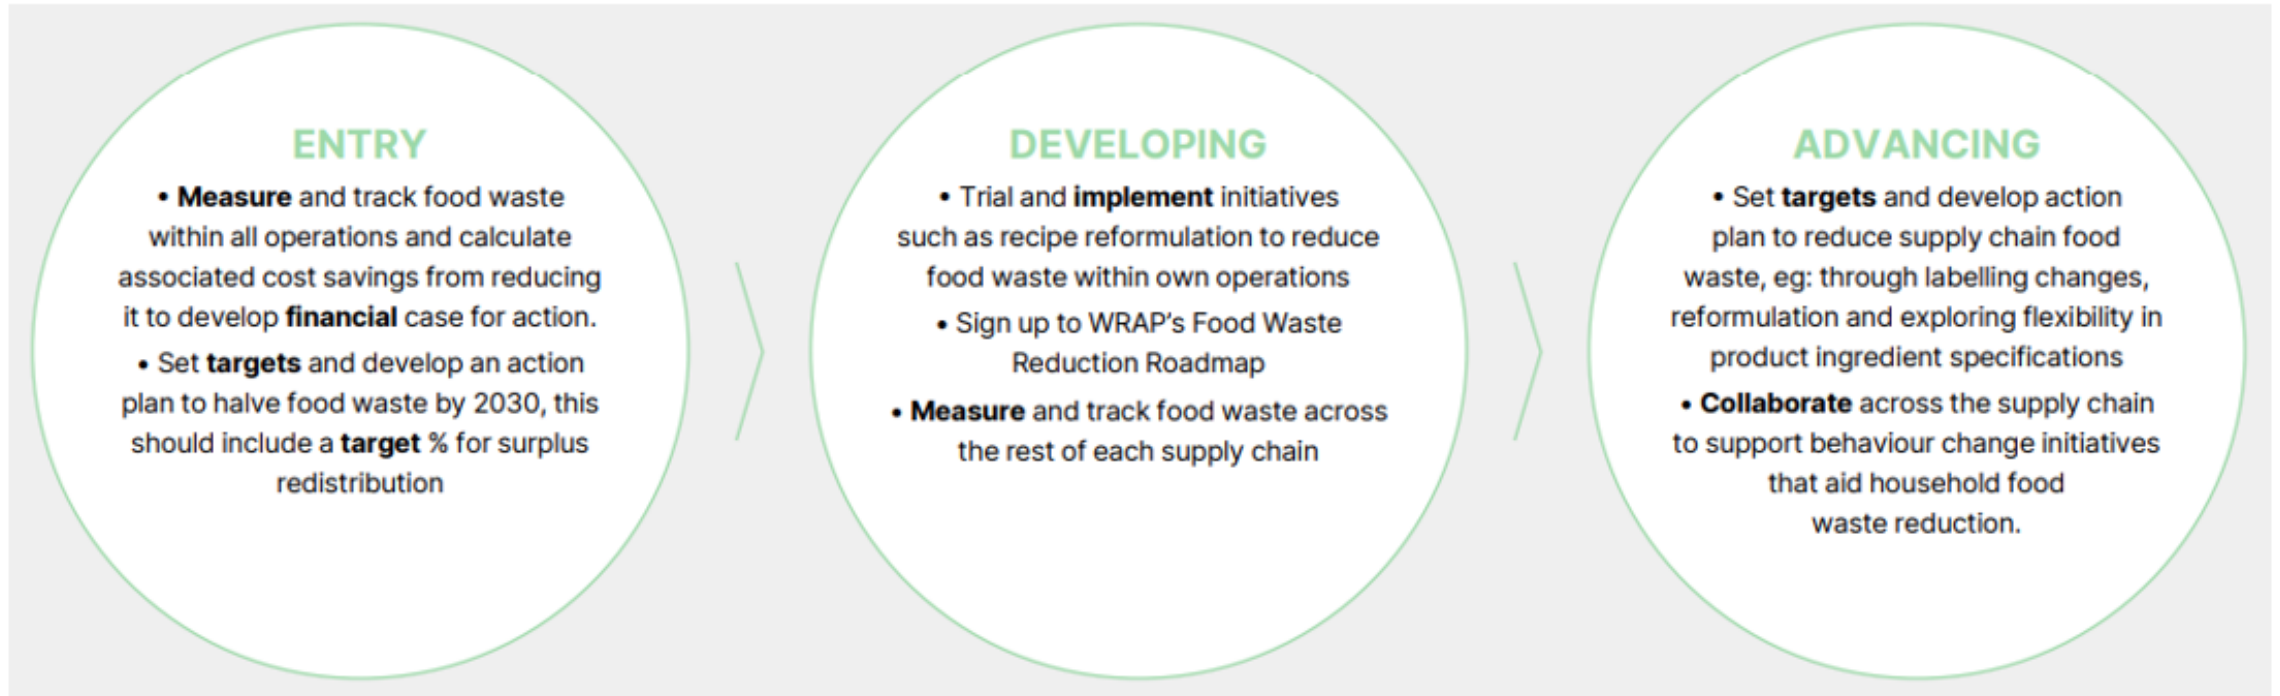 ENTRY
• Measure and track food waste
within all operations and calculate
associated cost savings from reducing
it to develop financial case for action.
• Set targets and develop an action
plan to halve food waste by 2030, this
should include a target % for surplus
redistribution
DEVELOPING
• Trial and implement initiatives
such as recipe reformulation to reduce
food waste within own operations
• Sign up to WRAP’s Food Waste
Reduction Roadmap
• Measure and track food waste across
the rest of each supply chain
ADVANCING
• Set targets and develop action
plan to reduce supply chain food
waste, eg: through labelling changes,
reformulation and exploring flexibility in
product ingredient specifications
• Collaborate across the supply chain
to support behaviour change initiatives
that aid household food
waste reduction.